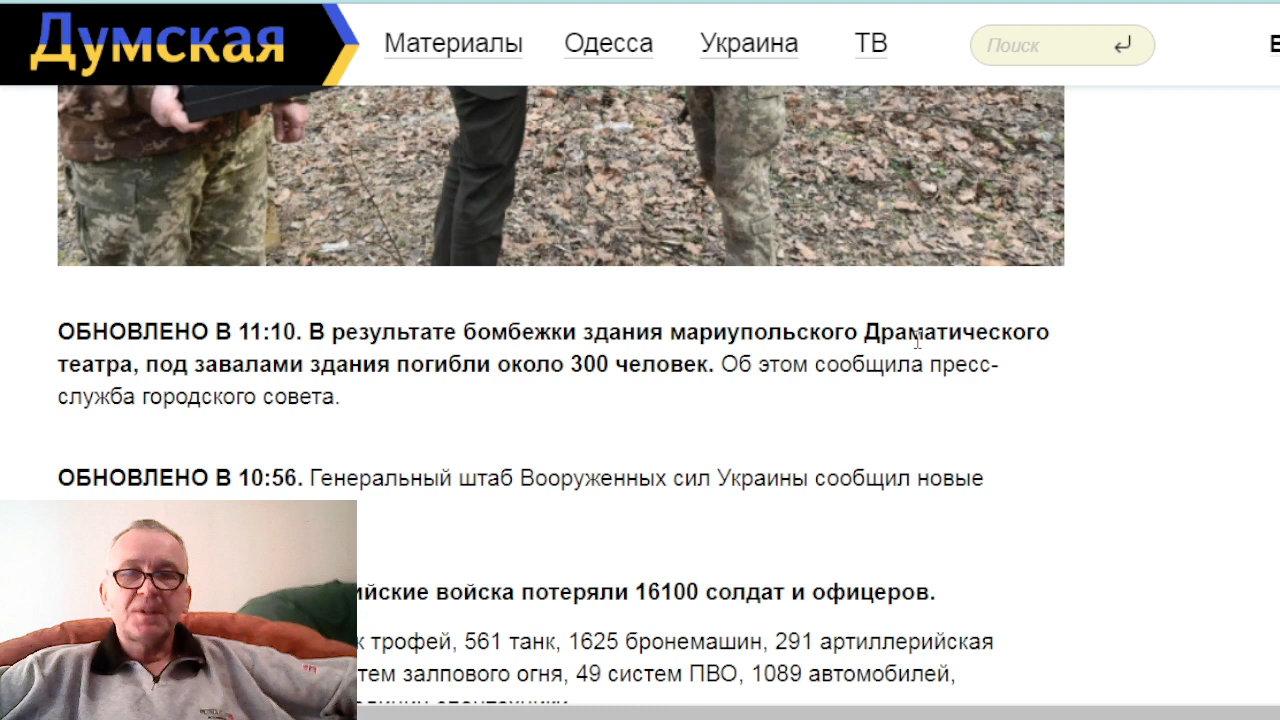 Думская
Материалы
Одесса
Украина
ТВ
Поиск
ОБНОВЛЕНО В 11:10. В результате бомбежки здания мариупольского Драматического
театра, под завалами здания погибли около 300 человек. Об этом сообщила пресс-
служба городского совета.
ОБНОВЛЕНО В 10:56. Генеральный штаб Вооруженных сил Украины сообщил новые
ийские войска потеряли 16100 солдат и офицеров.
к трофей, 561 танк, 1625 бронемашин, 291 артиллерийская
тем залпового огня, 49 систем ПВО, 1089 автомобилей,